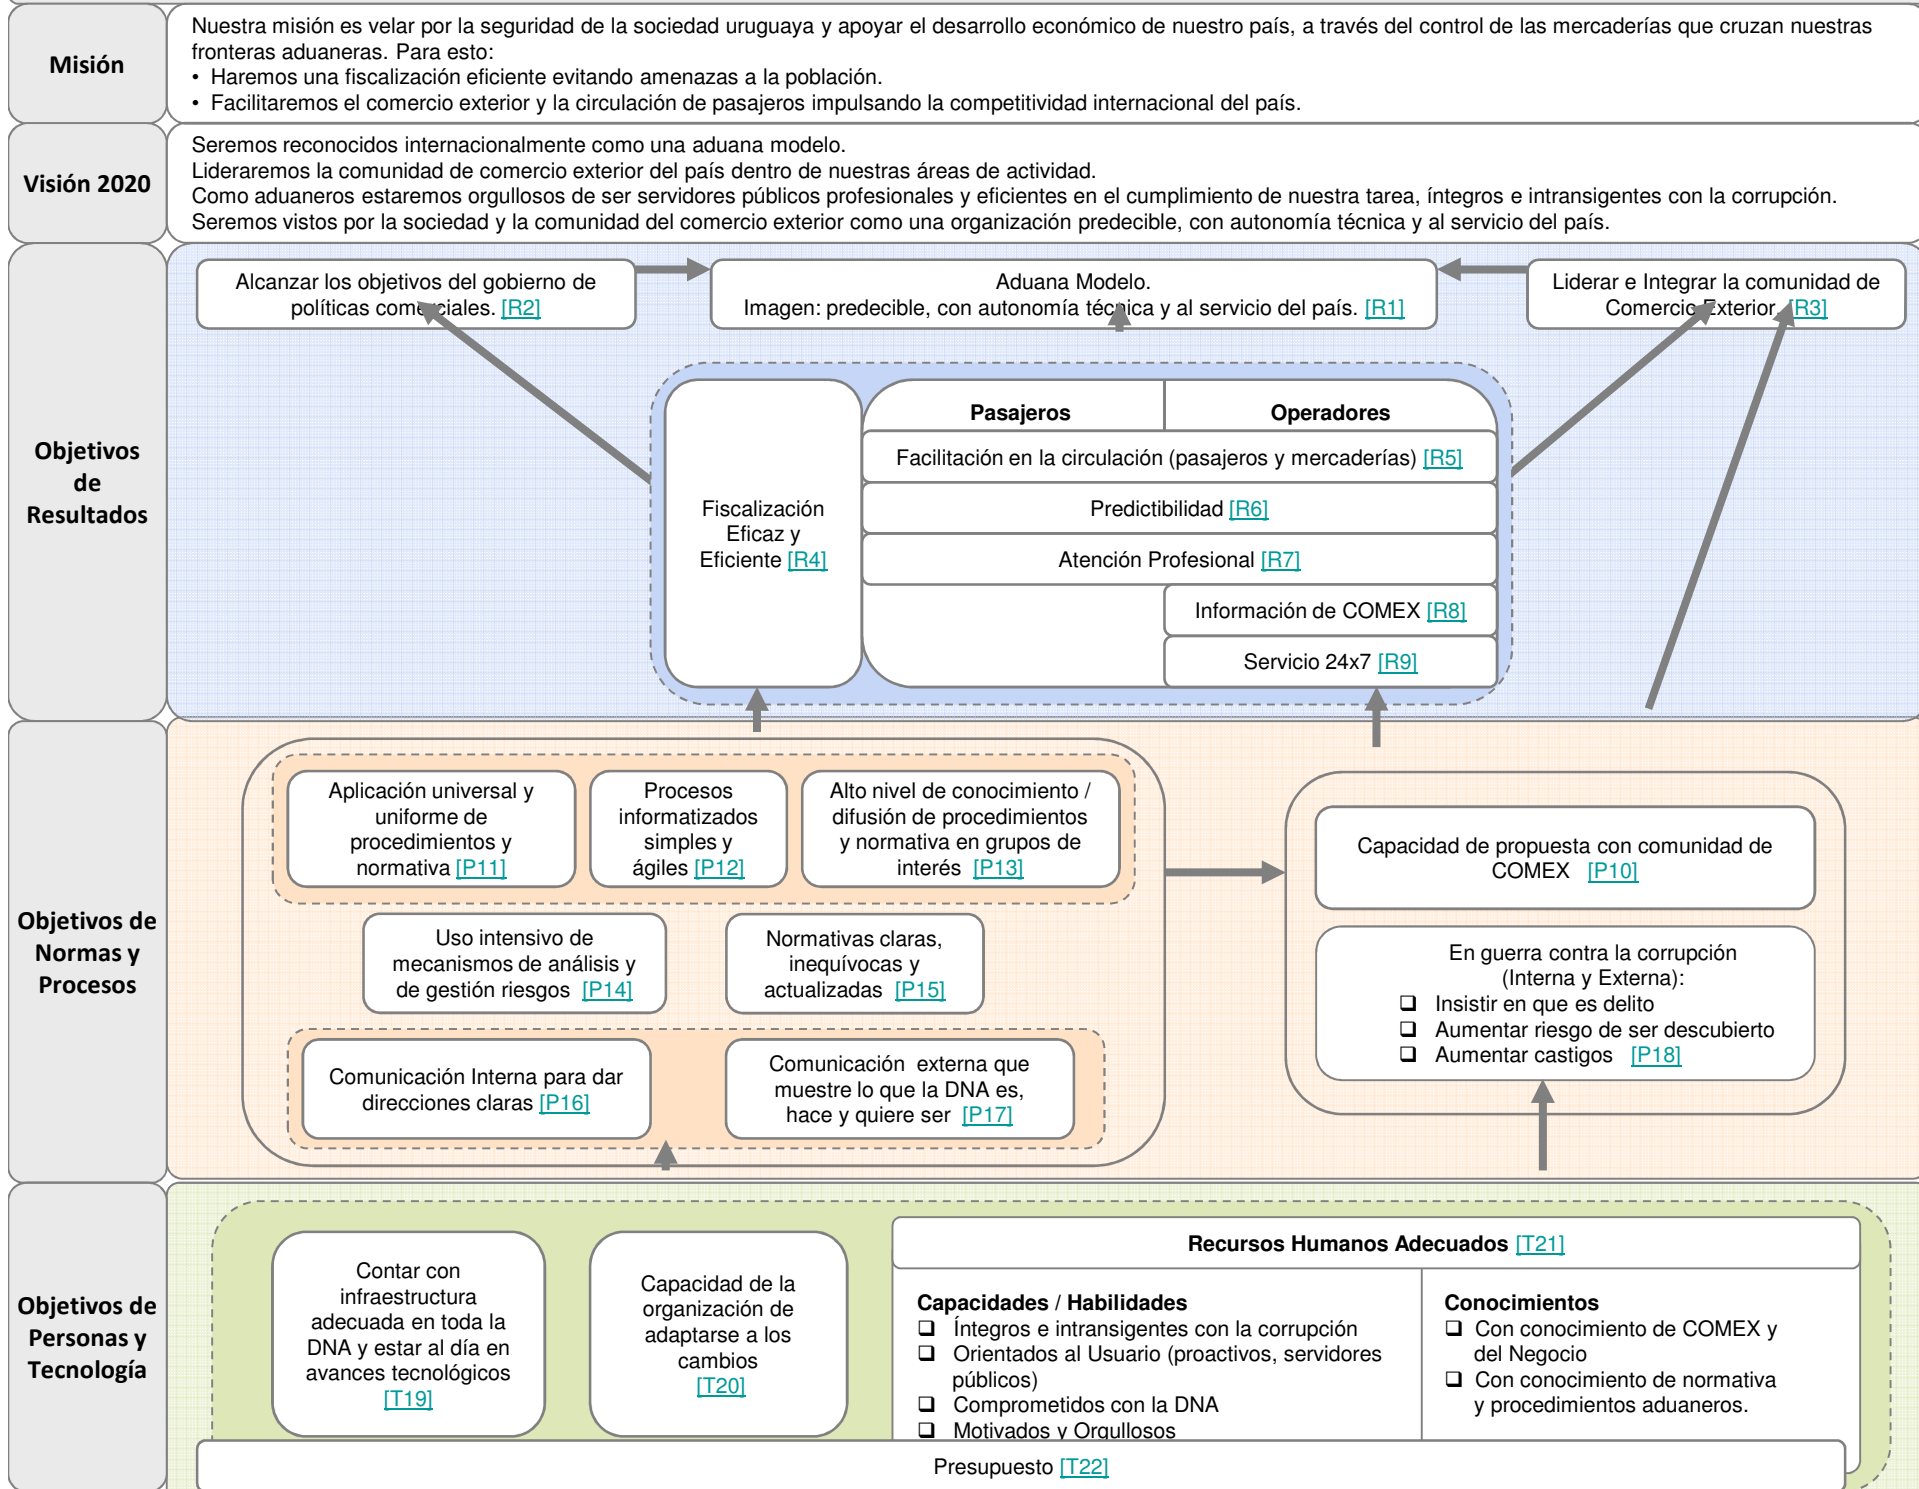 Misión
Nuestra misión es velar por la seguridad de la sociedad uruguaya y apoyar el desarrollo económico de nuestro país, a través del control de las mercaderías que cruzan nuestras
fronteras aduaneras. Para esto:
• Haremos una fiscalización eficiente evitando amenazas a la población.
• Facilitaremos el comercio exterior y la circulación de pasajeros impulsando la competitividad internacional del país.
Visión 2020
Seremos reconocidos internacionalmente como una aduana modelo.
Lideraremos la comunidad de comercio exterior del país dentro de nuestras áreas de actividad.
Como aduaneros estaremos orgullosos de ser servidores públicos profesionales y eficientes en el cumplimiento de nuestra tarea, íntegros e intransigentes con la corrupción.
Seremos vistos por la sociedad y la comunidad del comercio exterior como una organización predecible, con autonomía técnica y al servicio del país.
Objetivos
de
Resultados
Alcanzar los objetivos del gobierno de
políticas comerciales. [R2]
Aduana Modelo.
Imagen: predecible, con autonomía técnica y al servicio del país. [R1]
Liderar e Integrar la comunidad de
Comercio Exterior. [R3]
Fiscalización
Eficaz y
Eficiente [R4]
Pasajeros
Operadores
Facilitación en la circulación (pasajeros y mercaderías) [R5]
Predictibilidad [R6]
Atención Profesional [R7]
Información de COMEX [R8]
Servicio 24x7 [R9]
Objetivos de
Normas y
Procesos
Aplicación universal y
uniforme de
procedimientos y
normativa [P11]
Procesos
informatizados
simples y
ágiles [P12]
Alto nivel de conocimiento /
difusión de procedimientos
y normativa en grupos de
interés [P13]
Uso intensivo de
mecanismos de análisis y
de gestión riesgos [P14]
Normativas claras,
inequívocas y
actualizadas [P15]
Comunicación Interna para dar
direcciones claras [P16]
Comunicación externa que
muestre lo que la DNA es,
hace y quiere ser [P17]
Capacidad de propuesta con comunidad de
COMEX [P10]
En guerra contra la corrupción
(Interna y Externa):
❑ Insistir en que es delito
❑ Aumentar riesgo de ser descubierto
❑ Aumentar castigos [P18]
Objetivos de
Personas y
Tecnología
Contar con
infraestructura
adecuada en toda la
DNA y estar al día en
avances tecnológicos
[T19]
Capacidad de la
organización de
adaptarse a los
cambios
[T20]
Recursos Humanos Adecuados [T21]
Capacidades / Habilidades
❑ Íntegros e intransigentes con la corrupción
❑ Orientados al Usuario (proactivos, servidores
públicos)
❑ Comprometidos con la DNA
❑ Motivados y Orgullosos
Conocimientos
❑ Con conocimiento de COMEX y
del Negocio
❑ Con conocimiento de normativa
y procedimientos aduaneros.
Presupuesto [T22]